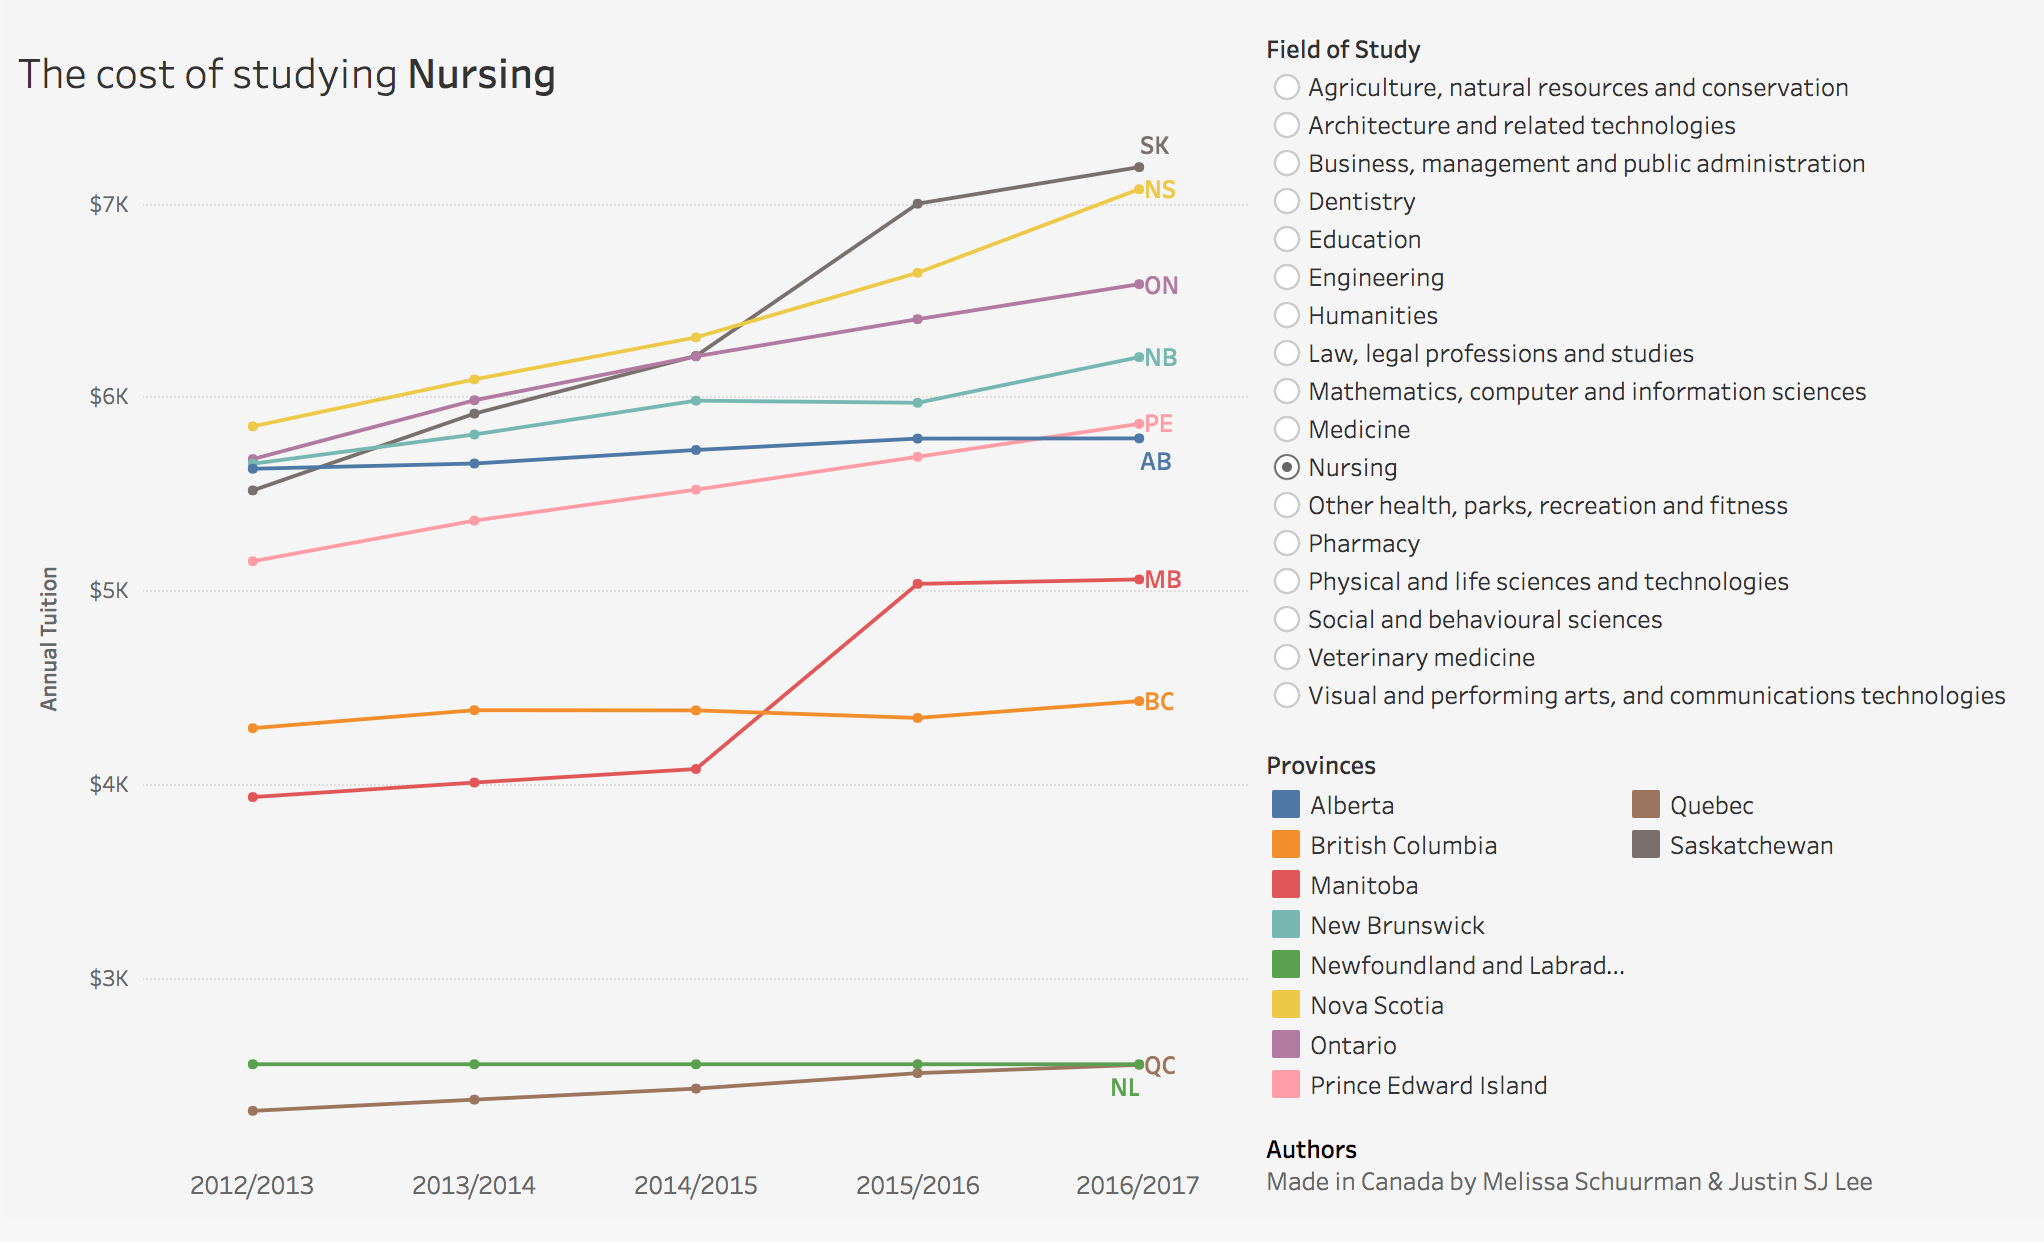 The cost of studying Nursing
$7K
$6K
$5K
$4K
$3K
Annual Tuition
SK
NS
ON
NB
PE
AB
MB
BC
QC
NL
2012/2013 2013/2014 2014/2015 2015/2016 2016/2017
Field of Study
Agriculture, natural resources and conservation
Architecture and related technologies
Business, management and public administration
Dentistry
Education
Engineering
Humanities
Law, legal professions and studies
Mathematics, computer and information sciences
Medicine
Nursing
Other health, parks, recreation and fitness
Pharmacy
Physical and life sciences and technologies
Social and behavioural sciences
Veterinary medicine
Visual and performing arts, and communications technologies
Provinces
Alberta
British Columbia
Manitoba
New Brunswick
Newfoundland and Labrad...
Nova Scotia
Ontario
Prince Edward Island
Quebec
Saskatchewan
Authors
Made in Canada by Melissa Schuurman & Justin SJ Lee